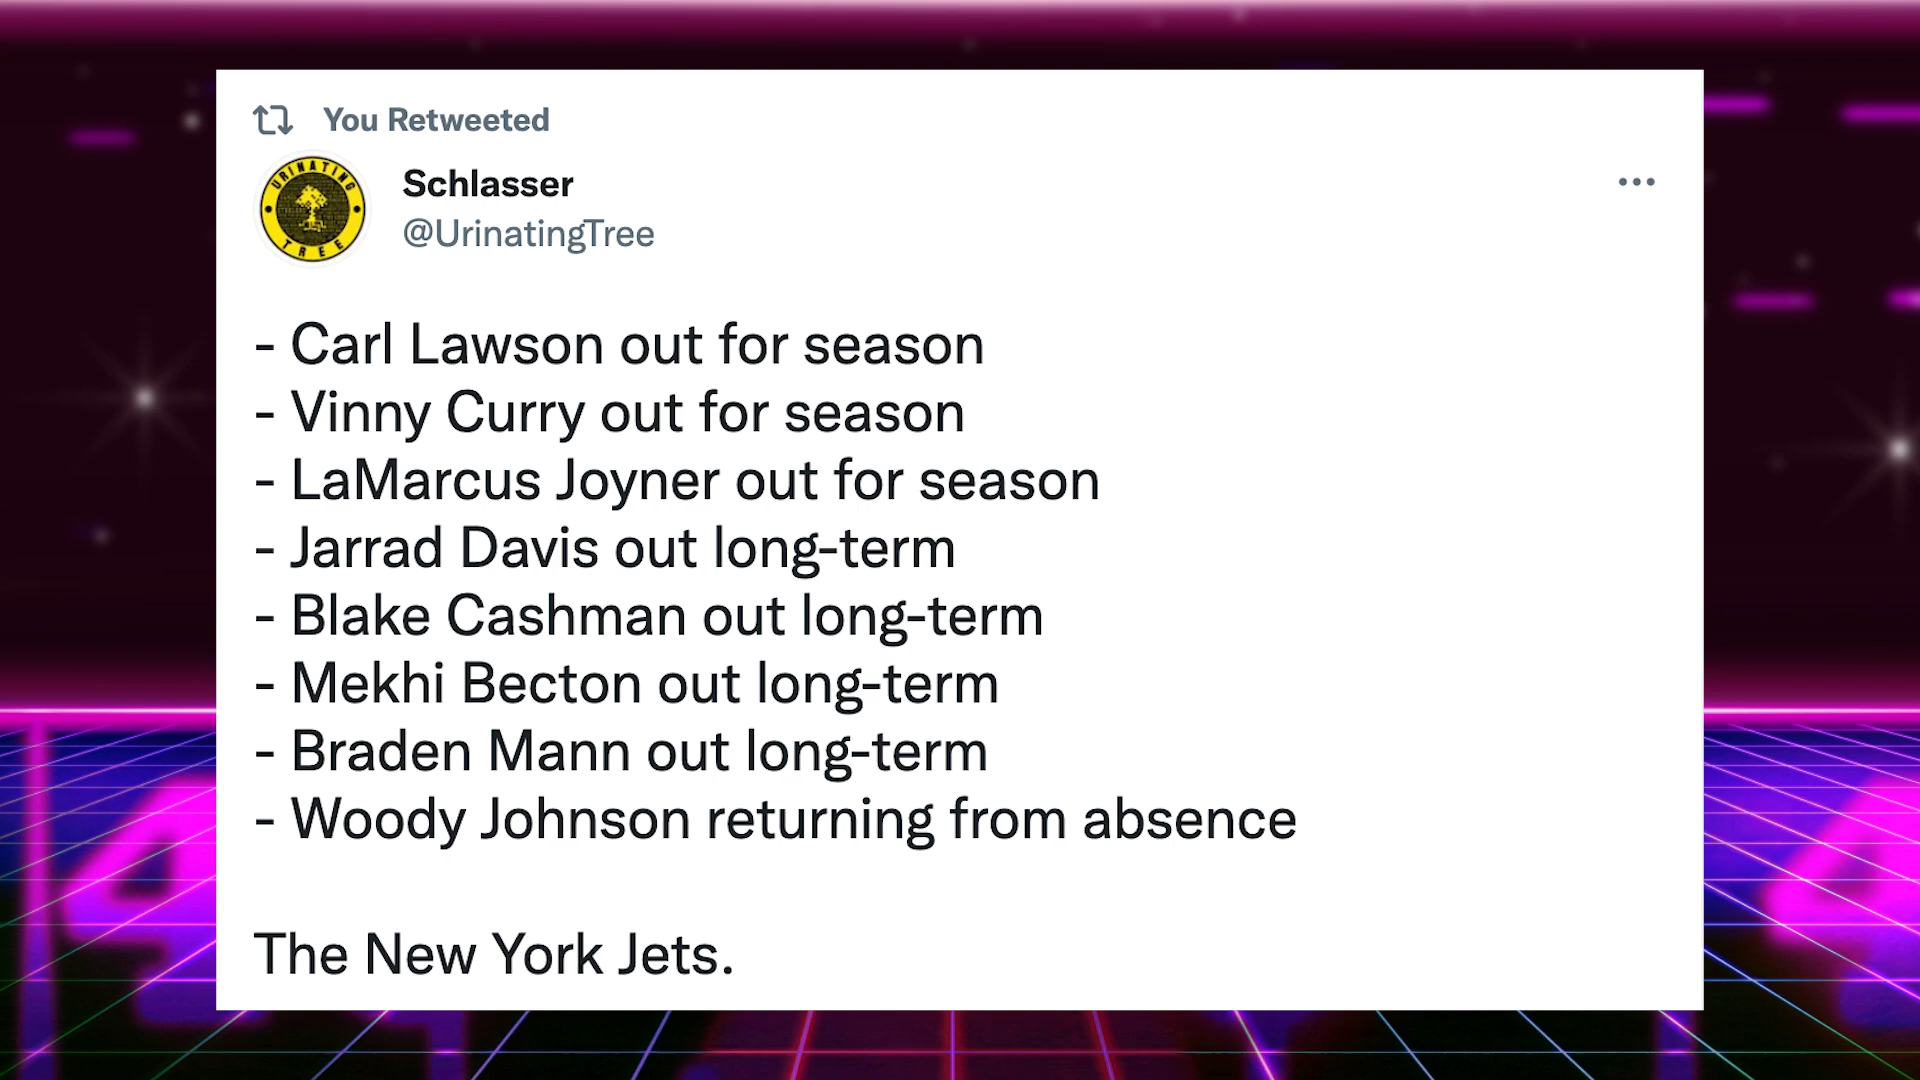 You Retweeted
URINATING
TREE
Schlasser
@UrinatingTree
- Carl Lawson out for season
- Vinny Curry out for season
- LaMarcus Joyner out for season
- Jarrad Davis out long-term
- Blake Cashman out long-term
- Mekhi Becton out long-term
- Braden Mann out long-term
- Woody Johnson returning from absence
The New York Jets.